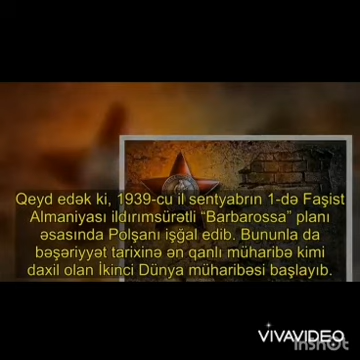 Qeyd edək ki, 1939-cu il sentyabrın 1-də Faşist
Almaniyası ildırımsürətli “Barbarossa” planı
əsasında Polşanı işğal edib. Bununla da
bəşəriyyət tarixinə ən qanlı müharibə kimi
daxil olan İkinci Dünya müharibəsi başlayıb.
VIVAVIDEO
InShOt